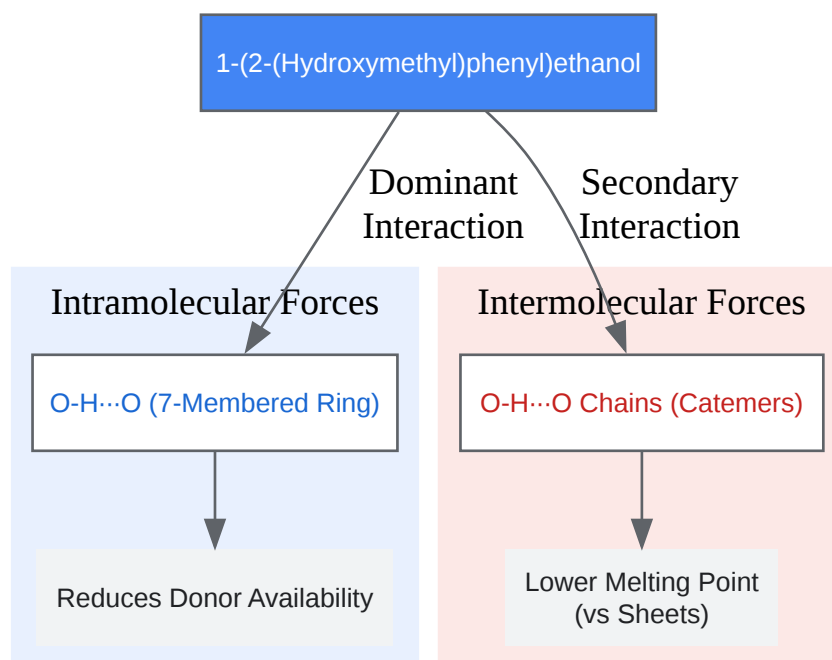 1-(2-(Hydroxymethyl)phenyl)ethanol
Dominant
Interaction
Secondary
Interaction
Intramolecular Forces
Intermolecular Forces
O-H···O (7-Membered Ring)
O-H···O Chains (Catemers)
Reduces Donor Availability
Lower Melting Point
(vs Sheets)